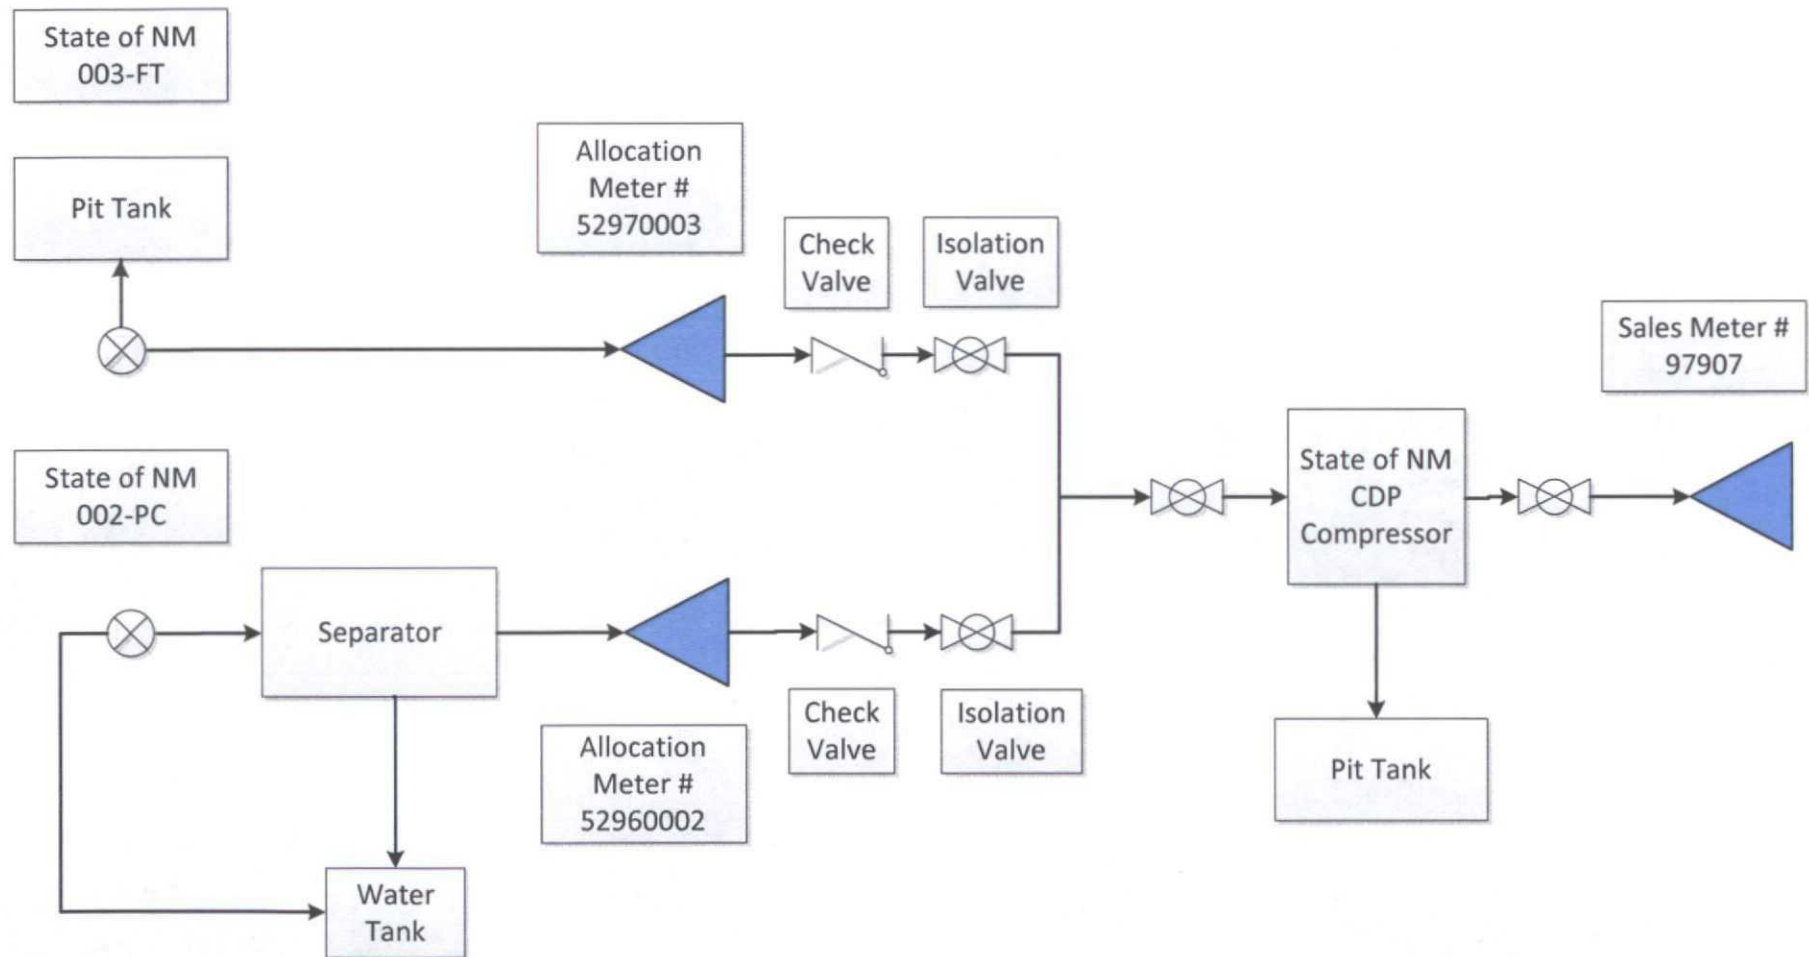 State of NM
003-FT
Pit Tank
Allocation
Meter #
52970003
Check
Valve
Isolation
Valve
Sales Meter #
97907
State of NM
002-PC
State of NM
CDP
Compressor
Separator
Allocation
Meter #
52960002
Check
Valve
Isolation
Valve
Pit Tank
Water
Tank